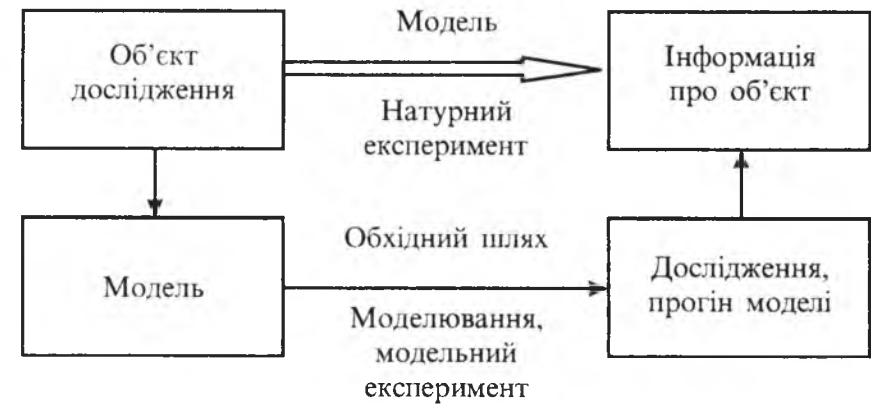 Об’єкт
дослідження
Модель
Натурний
експеримент
Інформація
про об’єкт
Модель
Обхідний шлях
Моделювання,
модельний
експеримент
Дослідження,
прогін моделі